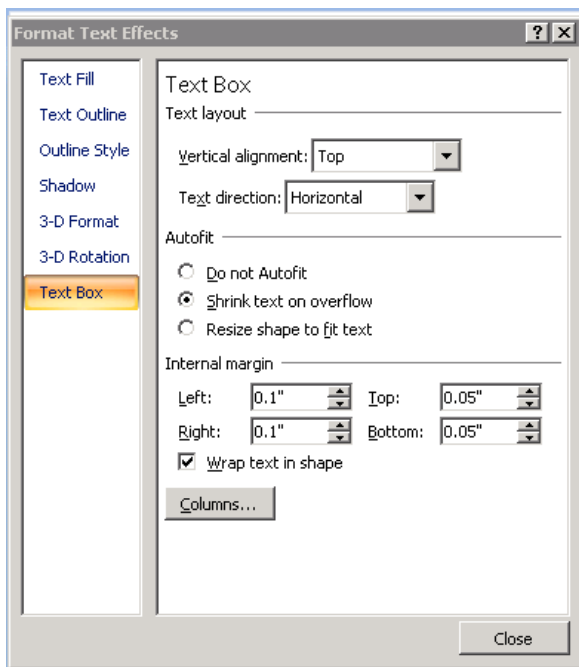 Format Text Effects
Text Fill
Text Outline
Outline Style
Shadow
3-D Format
3-D Rotation
Text Box
Text Box
Text layout
Vertical alignment: Top
Text direction: Horizontal
Autofit
Do not Autofit
Shrink text on overflow
Resize shape to fit text
Internal margin
Left: 0.1" Top: 0.05"
Right: 0.1" Bottom: 0.05"
Wrap text in shape
Columns...
Close